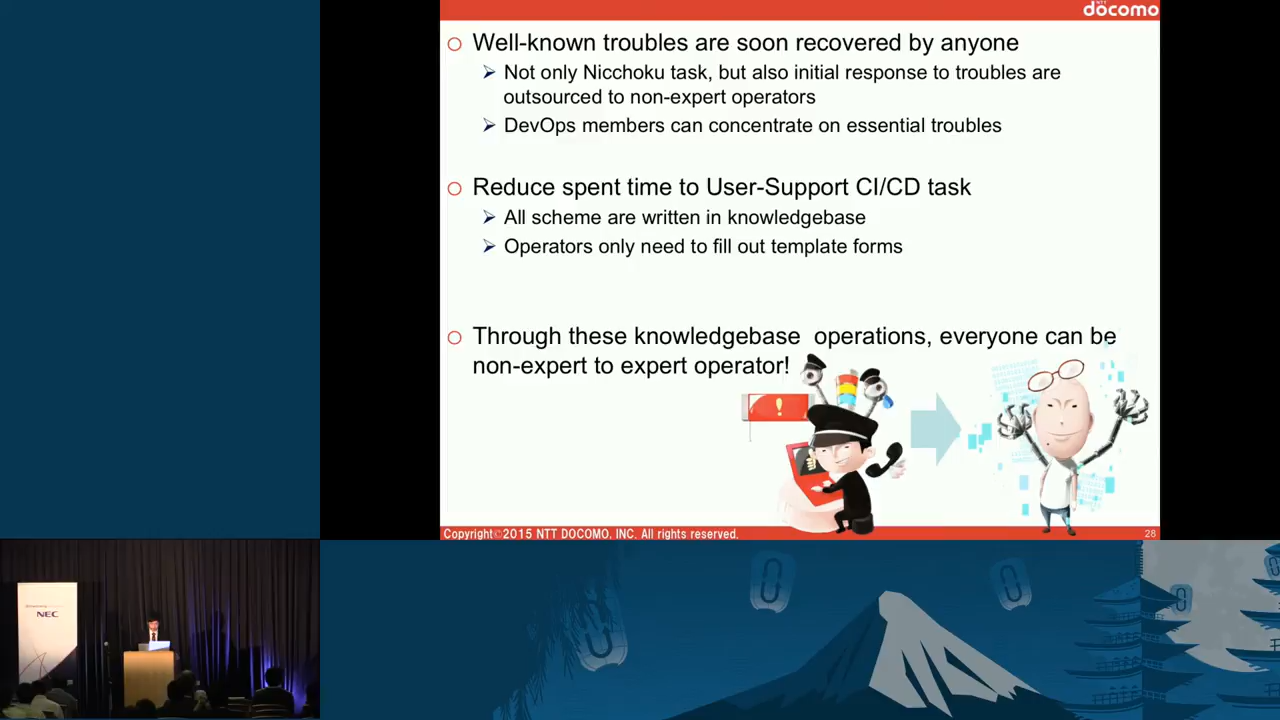 NTT
docomo
Well-known troubles are soon recovered by anyone
Not only Nicchoku task, but also initial response to troubles are
outsourced to non-expert operators
DevOps members can concentrate on essential troubles
Reduce spent time to User-Support CI/CD task
All scheme are written in knowledgebase
Operators only need to fill out template forms
Through these knowledgebase operations, everyone can be
non-expert to expert operator!
Copyright©2015 NTT DOCOMO, INC. All rights reserved.
28
NEC